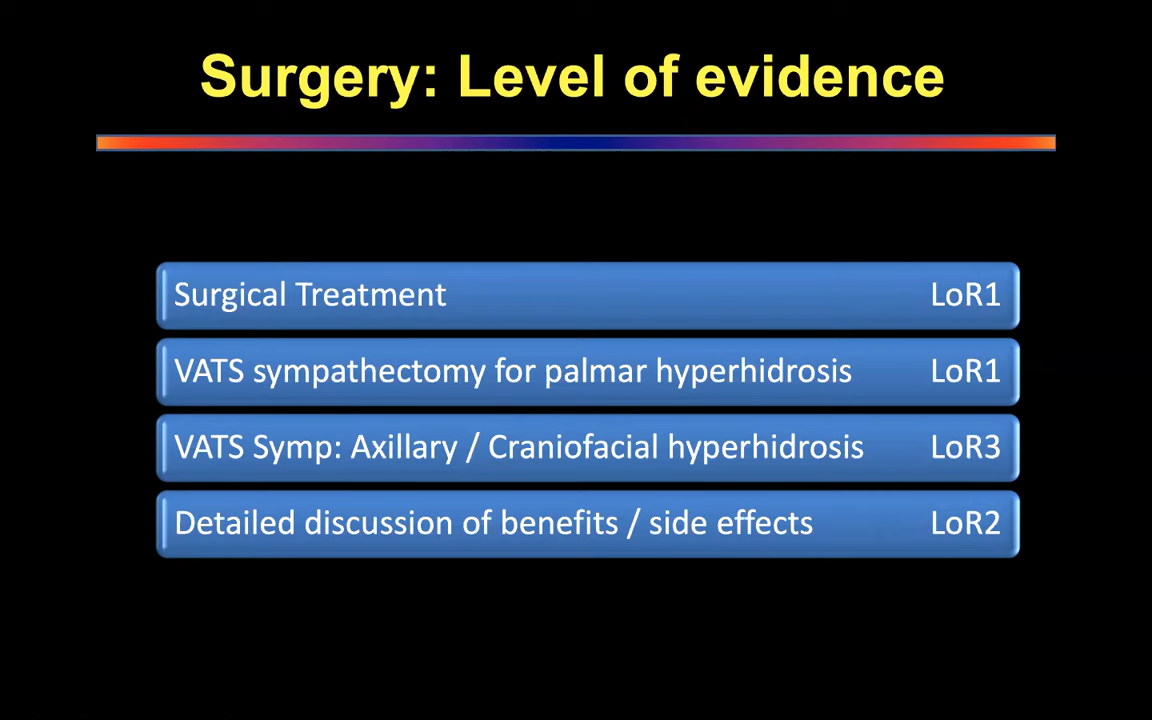 Surgery: Level of evidence
Surgical Treatment LoR1
VATS sympathectomy for palmar hyperhidrosis LoR1
VATS Symp: Axillary / Craniofacial hyperhidrosis LoR3
Detailed discussion of benefits / side effects LoR2